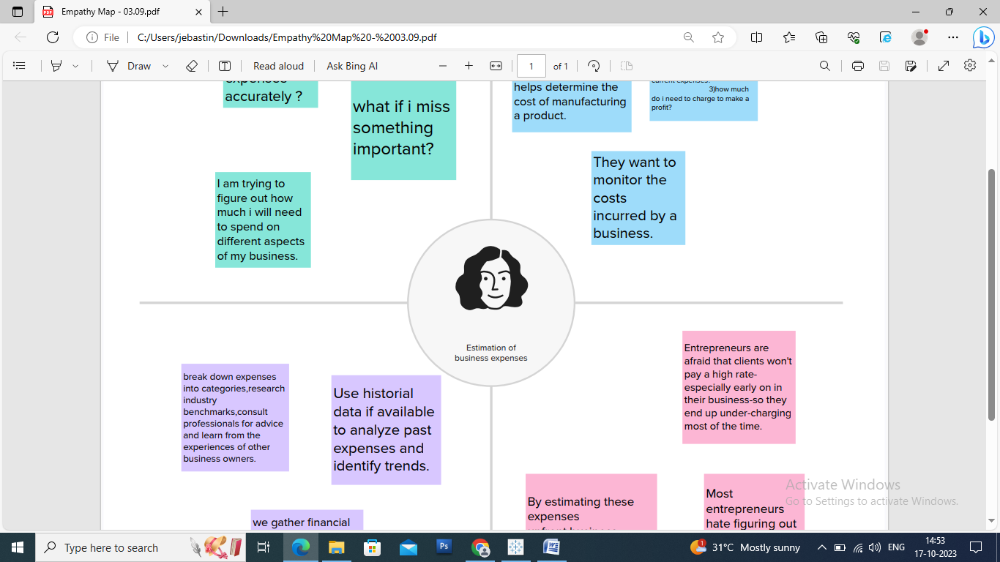 Empathy Map - 03.09.pdf
File
C:/Users/jebastin/Downloads/Empathy%20Map%20-%2003.09.pdf
Draw
Read aloud
Ask Bing AI
1
of 1
expenses
accurately ?
what if i miss
something
important?
I am trying to
figure out how
much i will need
to spend on
different aspects
of my business.
helps determine the
cost of manufacturing
a product.
current expenses.
3)how much
do i need to charge to make a
profit?
They want to
monitor the
costs
incurred by a
business.
Estimation of
business expenses
break down expenses
into categories,research
industry
benchmarks,consult
professionals for advice
and learn from the
experiences of other
business owners.
Use historial
data if available
to analyze past
expenses and
identify trends.
we gather financial
Entrepreneurs are
afraid that clients won't
pay a high rate-
especially early on in
their business-so they
end up under-charging
most of the time.
By estimating these
expenses
Most
entrepreneurs
hate figuring out
Activate Windows
Go to Settings to activate Windows.
Type here to search
Ps
1
31°C Mostly sunny
ENG
14:53
17-10-2023